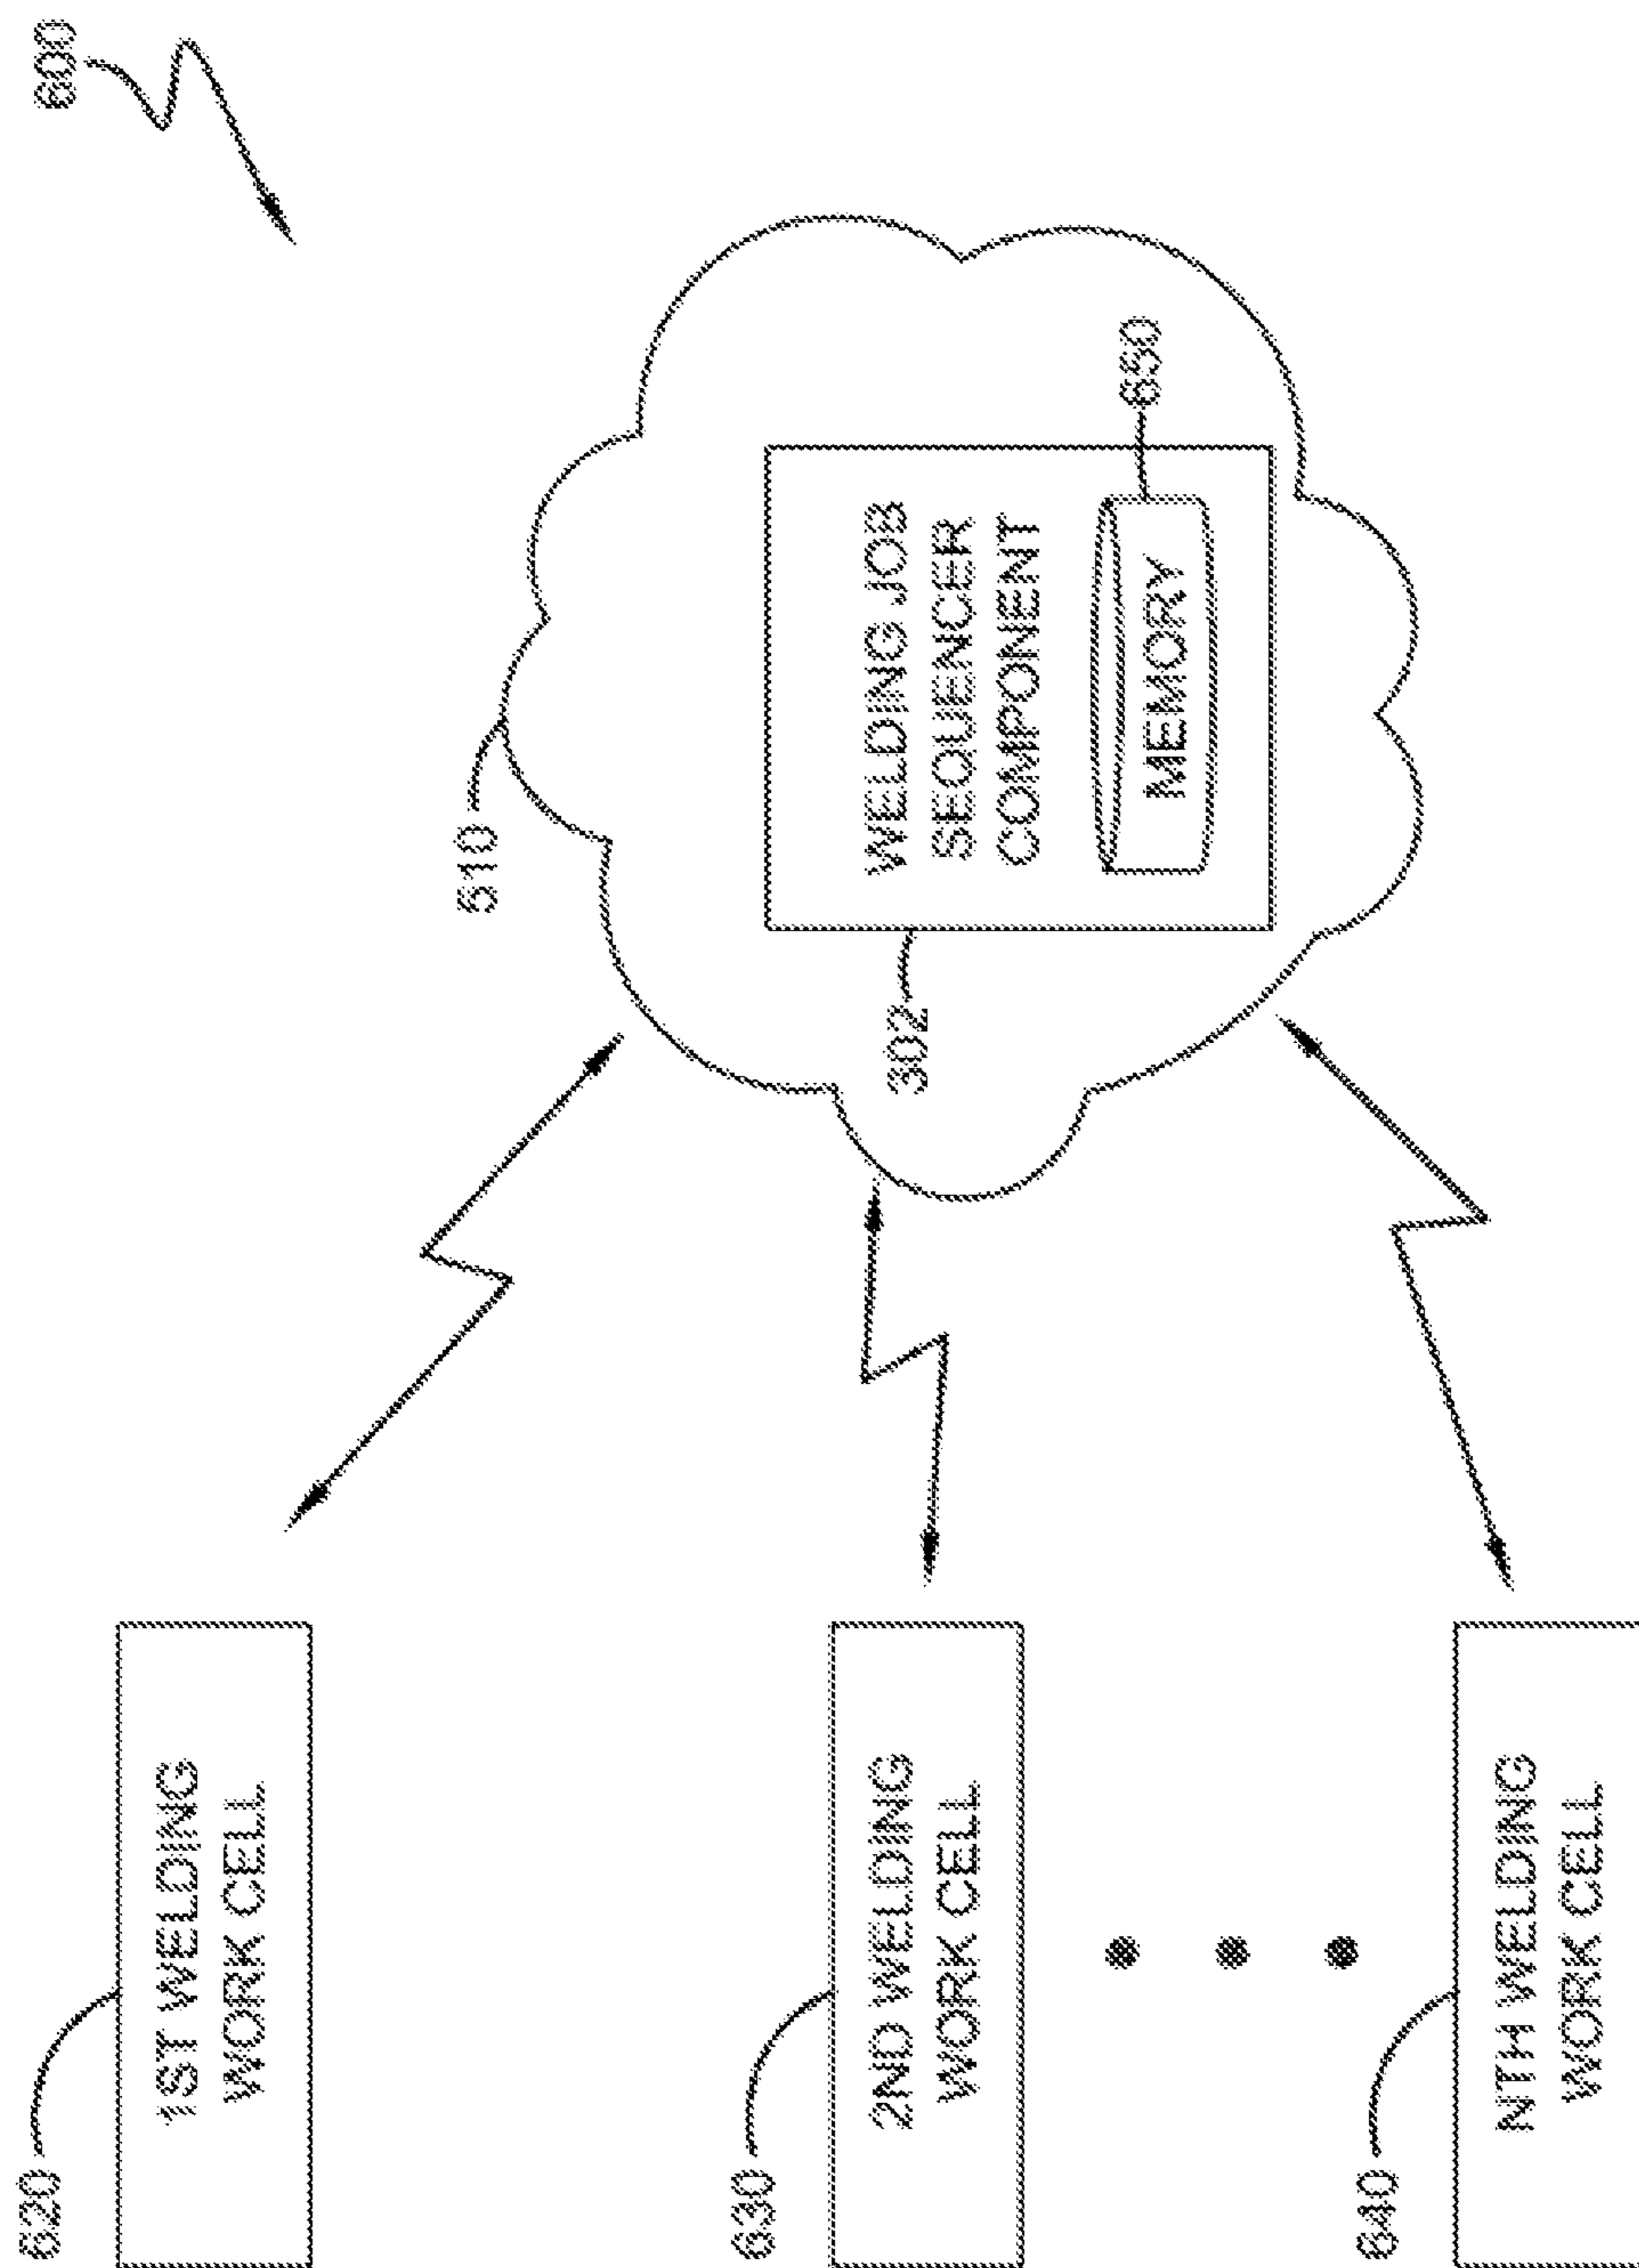 620
600
1ST WELDING
WORK CELL
510
630
2ND WELDING
WORK CELL
302
WELDING JOB
SEQUENCER
COMPONENT
MEMORY
650
640
NTH WELDING
WORK CELL